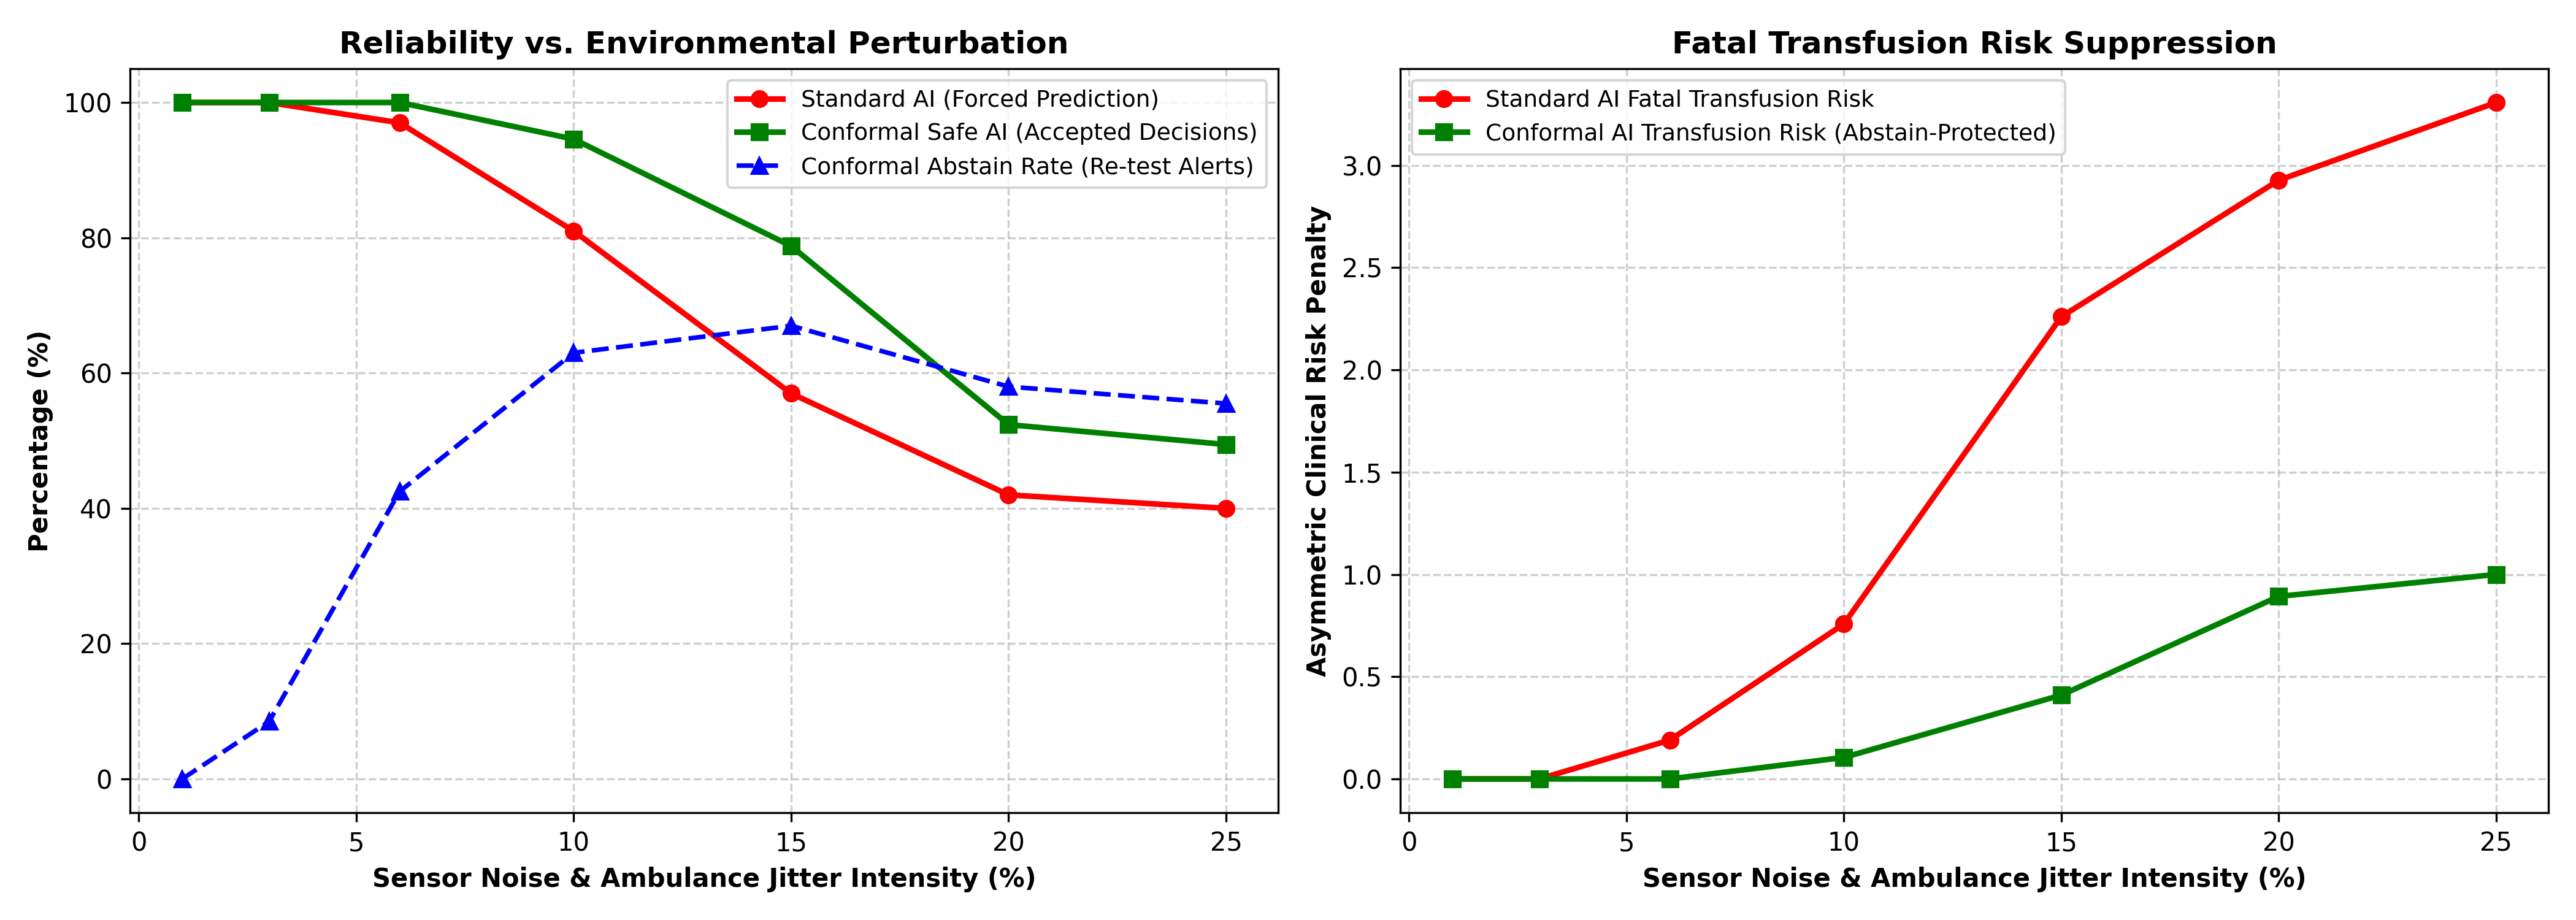 Reliability vs. Environmental Perturbation
Standard AI (Forced Prediction)
Conformal Safe AI (Accepted Decisions)
Conformal Abstain Rate (Re-test Alerts)
Percentage (%)
100
80
60
40
20
0
0 5 10 15 20 25
Sensor Noise & Ambulance Jitter Intensity (%)
Fatal Transfusion Risk Suppression
Standard AI Fatal Transfusion Risk
Conformal AI Transfusion Risk (Abstain-Protected)
Asymmetric Clinical Risk Penalty
3.0
2.5
2.0
1.5
1.0
0.5
0.0
0 5 10 15 20 25
Sensor Noise & Ambulance Jitter Intensity (%)